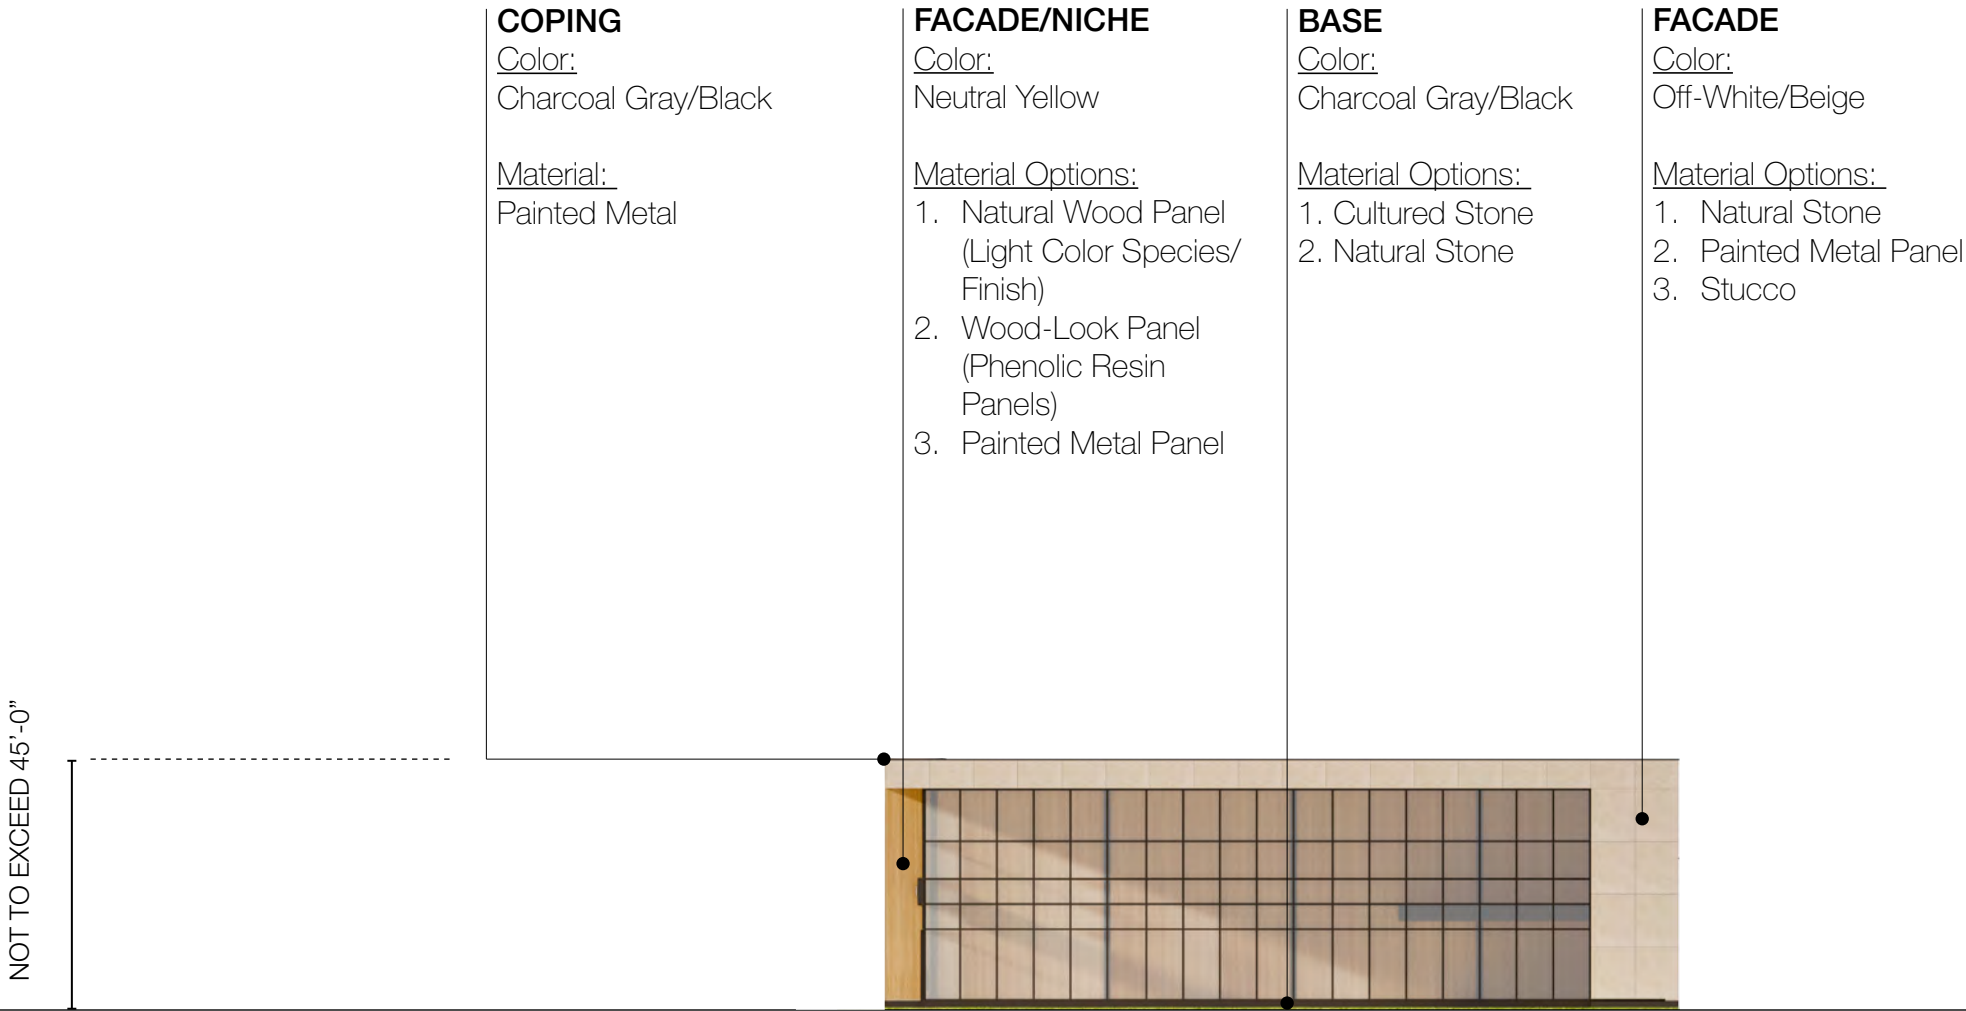 COPING
Color:
Charcoal Gray/Black
Material:
Painted Metal
FACADE/NICHE
Color:
Neutral Yellow
Material Options:
1. Natural Wood Panel
(Light Color Species/
Finish)
2. Wood-Look Panel
(Phenolic Resin
Panels)
3. Painted Metal Panel
BASE
Color:
Charcoal Gray/Black
Material Options:
1. Cultured Stone
2. Natural Stone
FACADE
Color:
Off-White/Beige
Material Options:
1. Natural Stone
2. Painted Metal Panel
3. Stucco
NOT TO EXCEED 45'-0”